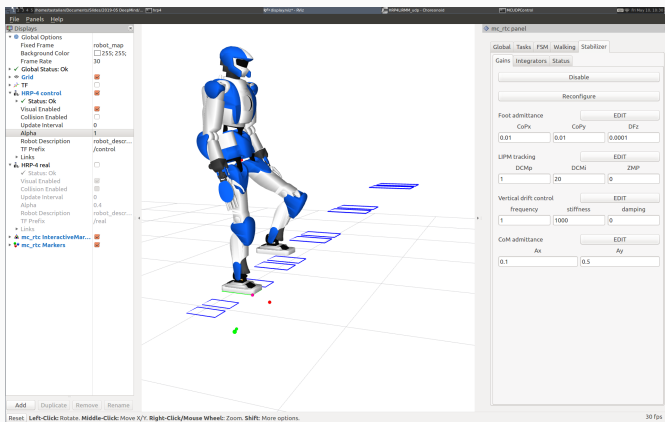 File Panels Help
Displays
Global Options
Fixed Frame robot_map
Background Color 255; 255;
Frame Rate 30
Global Status: Ok
Grid
TF
HRP-4 control
Status: Ok
Visual Enabled
Collision Enabled
Update Interval 0
Alpha 1
Robot Description robot_descr...
TF Prefix /control
Links
HRP-4 real
Status: Ok
Visual Enabled
Collision Enabled
Update Interval 0
Alpha 0.4
Robot Description robot_descr...
TF Prefix /real
Links
mc_rtc InteractiveMar...
mc_rtc Markers
Add Duplicate Remove Rename
Reset Left-Click: Rotate. Middle-Click: Move X/Y. Right-Click/Mouse Wheel: Zoom. Shift: More options.
30 fps
mc_rtc panel
Global Tasks FSM Walking Stabilizer
Gains Integrators Status
Disable
Reconfigure
Foot admittance EDIT
CoPx CoPy DFz
0.01 0.01 0.0001
LIPM tracking EDIT
DCMp DCMi ZMP
1 20 0
Vertical drift control EDIT
frequency stiffness damping
1 1000 0
CoM admittance EDIT
Ax Ay
0.1 0.5